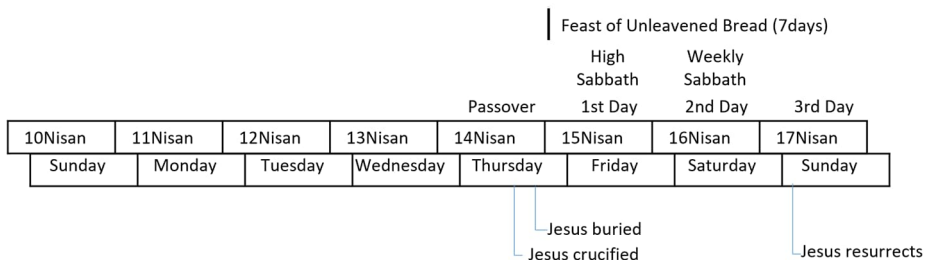 Feast of Unleavened Bread (7days)
High
Sabbath
Weekly
Sabbath
Passover
1st Day
2nd Day
3rd Day
10Nisan
11Nisan
12Nisan
13Nisan
14Nisan
15Nisan
16Nisan
17Nisan
Sunday
Monday
Tuesday
Wednesday
Thursday
Friday
Saturday
Sunday
Jesus buried
Jesus crucified
Jesus resurrects